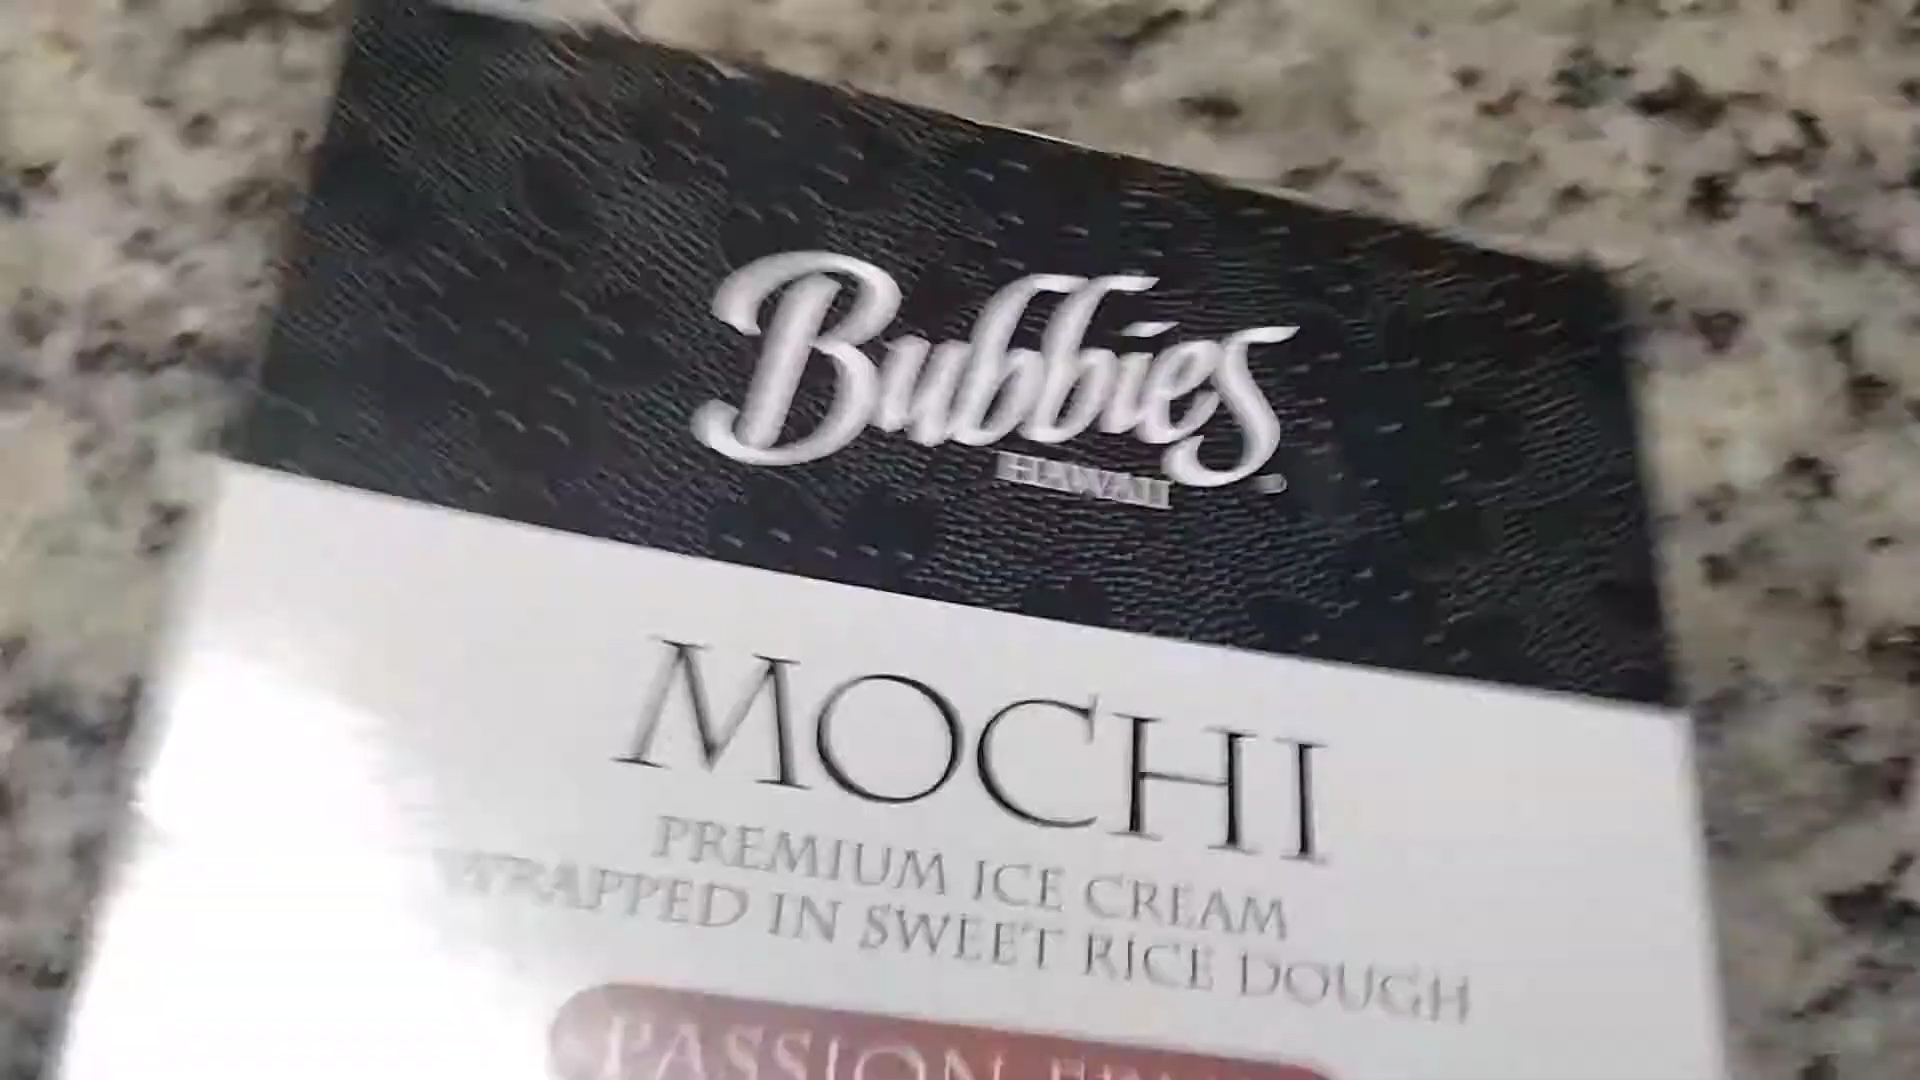 Bubbies
HAWAII
MOCHI
PREMIUM ICE CREAM
WRAPPED IN SWEET RICE DOUGH
PASSION